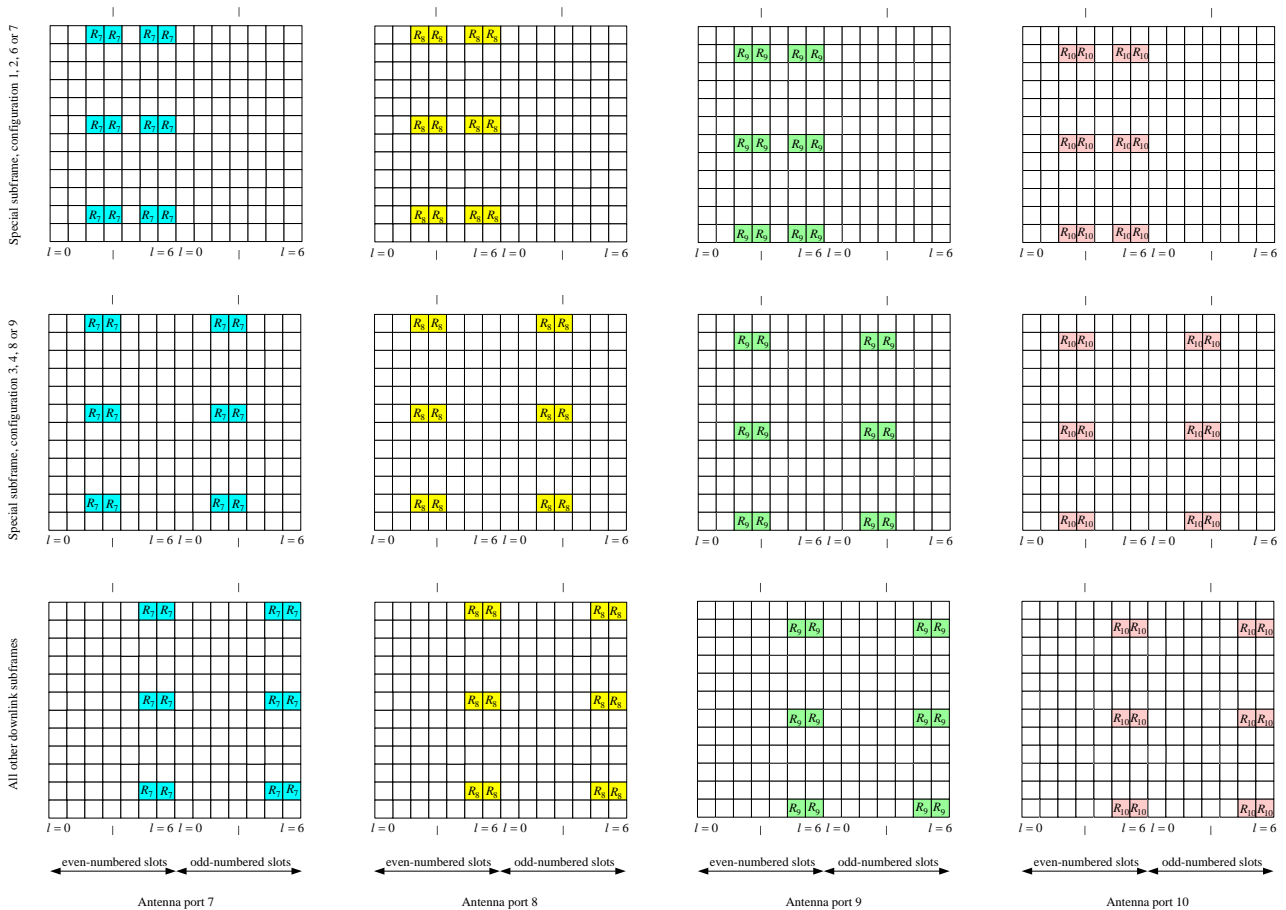 Special subframe, configuration 1, 2, 6 or 7
R7 R7 R7 R7 R8 R8 R8 R8
R9 R9 R9 R9 R10 R10 R10 R10
R7 R7 R7 R7 R8 R8 R8 R8
R9 R9 R9 R9 R10 R10 R10 R10
R7 R7 R7 R7 R8 R8 R8 R8
R9 R9 R9 R9 R10 R10 R10 R10
l = 0 l = 6 l = 0 l = 6 l = 0 l = 6 l = 0 l = 6 l = 0 l = 6 l = 0 l = 6 l = 0 l = 6 l = 0 l = 6
Special subframe, configuration 3, 4, 8 or 9
R7 R7 R7 R7 R8 R8 R8 R8
R9 R9 R9 R9 R10 R10 R10 R10
R7 R7 R7 R7 R8 R8 R8 R8
R9 R9 R9 R9 R10 R10 R10 R10
R7 R7 R7 R7 R8 R8 R8 R8
R9 R9 R9 R9 R10 R10 R10 R10
l = 0 l = 6 l = 0 l = 6 l = 0 l = 6 l = 0 l = 6 l = 0 l = 6 l = 0 l = 6 l = 0 l = 6 l = 0 l = 6
All other downlink subframes
R7 R7 R7 R7 R8 R8 R8 R8
R9 R9 R9 R9 R10 R10 R10 R10
R7 R7 R7 R7 R8 R8 R8 R8
R9 R9 R9 R9 R10 R10 R10 R10
R7 R7 R7 R7 R8 R8 R8 R8
R9 R9 R9 R9 R10 R10 R10 R10
l = 0 l = 6 l = 0 l = 6 l = 0 l = 6 l = 0 l = 6 l = 0 l = 6 l = 0 l = 6 l = 0 l = 6 l = 0 l = 6
even-numbered slots odd-numbered slots even-numbered slots odd-numbered slots even-numbered slots odd-numbered slots even-numbered slots odd-numbered slots
Antenna port 7 Antenna port 8 Antenna port 9 Antenna port 10